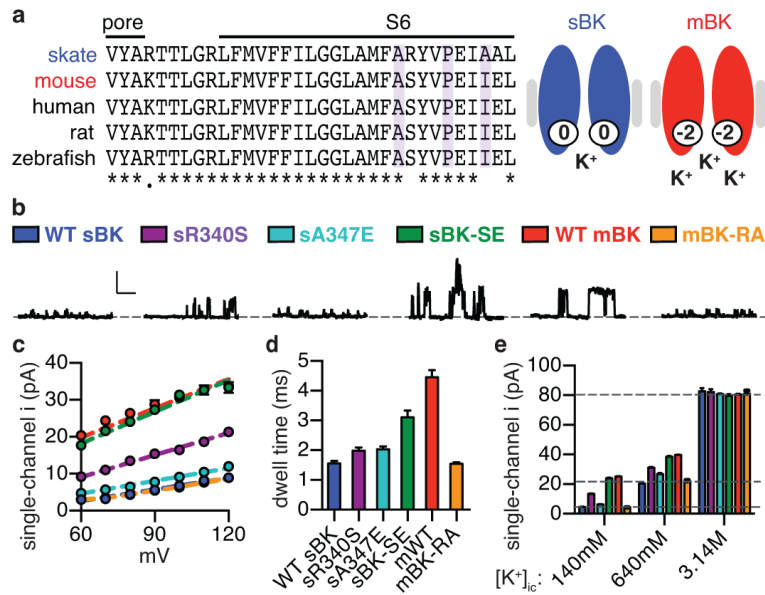 a
pore
S6
skate VYARTTLGRLFMVFFILGGLAMFARYVPEIAAL
mouse VYAKTTLGRLFMVFFILGGLAMFASYVPEIIEL
human VYAKTTLGRLFMVFFILGGLAMFASYVPEIIEL
rat VYAKTTLGRLFMVFFILGGLAMFASYVPEIIEL
zebrafish VYAKTTLGRLFMVFFILGGLAMFASYVPEIIEL
***.******************** *****  *
sBK
0 0
K⁺
mBK
-2 -2
K⁺
K⁺ K⁺
b
WT sBK sR340S sA347E sBK-SE WT mBK mBK-RA
c
single-channel i (pA)
40
30
20
10
0
60 90 120
mV
d
dwell time (ms)
5
4
3
2
1
0
WT sBK
sR340S
sA347E
sBK-SE
mWT
mBK-RA
e
single-channel i (pA)
100
80
60
40
20
0
[K⁺]ic: 140mM 640mM 3.14M